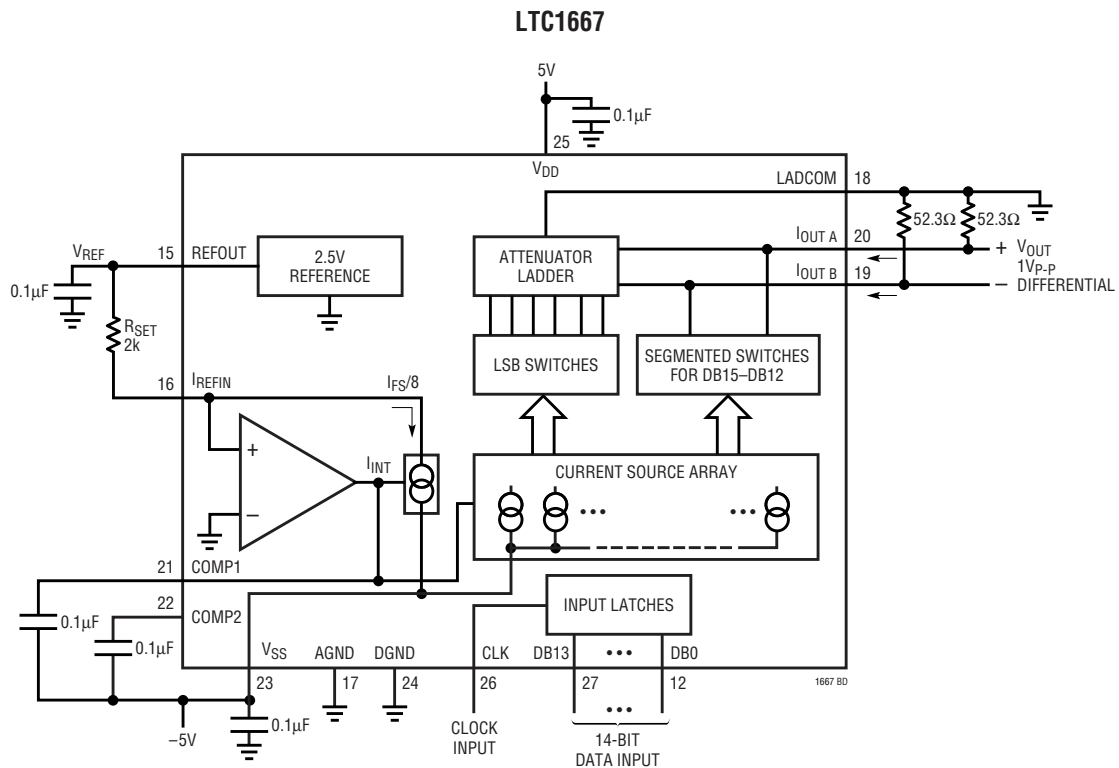 LTC1667
5V
0.1µF
25
VDD
LADCOM
18
52.3Ω
52.3Ω
VREF
15
REFOUT
2.5V
REFERENCE
ATTENUATOR
LADDER
IOUT A
20
+
VOUT
1VP-P
DIFFERENTIAL
IOUT B
19
–
0.1µF
RSET
2k
LSB SWITCHES
SEGMENTED SWITCHES
FOR DB15–DB12
16
IREFIN
IFS/8
+
–
IINT
CURRENT SOURCE ARRAY
•••
•••
21
COMP1
22
COMP2
0.1µF
0.1µF
INPUT LATCHES
VSS
AGND
DGND
CLK
DB13
•••
DB0
23
17
24
26
27
12
1667 BD
–5V
0.1µF
CLOCK
INPUT
•••
14-BIT
DATA INPUT